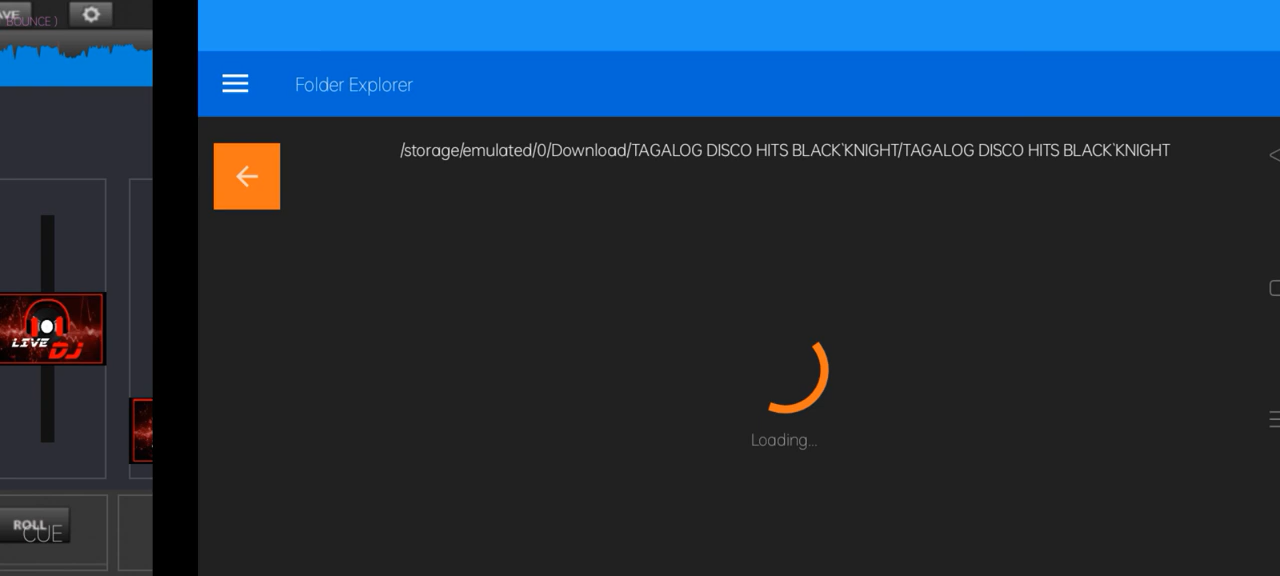 BOUNCE )
Folder Explorer
/storage/emulated/0/Download/TAGALOG DISCO HITS BLACK`KNIGHT/TAGALOG DISCO HITS BLACK`KNIGHT
LIVE
DJ
Loading...
ROLL
CUE